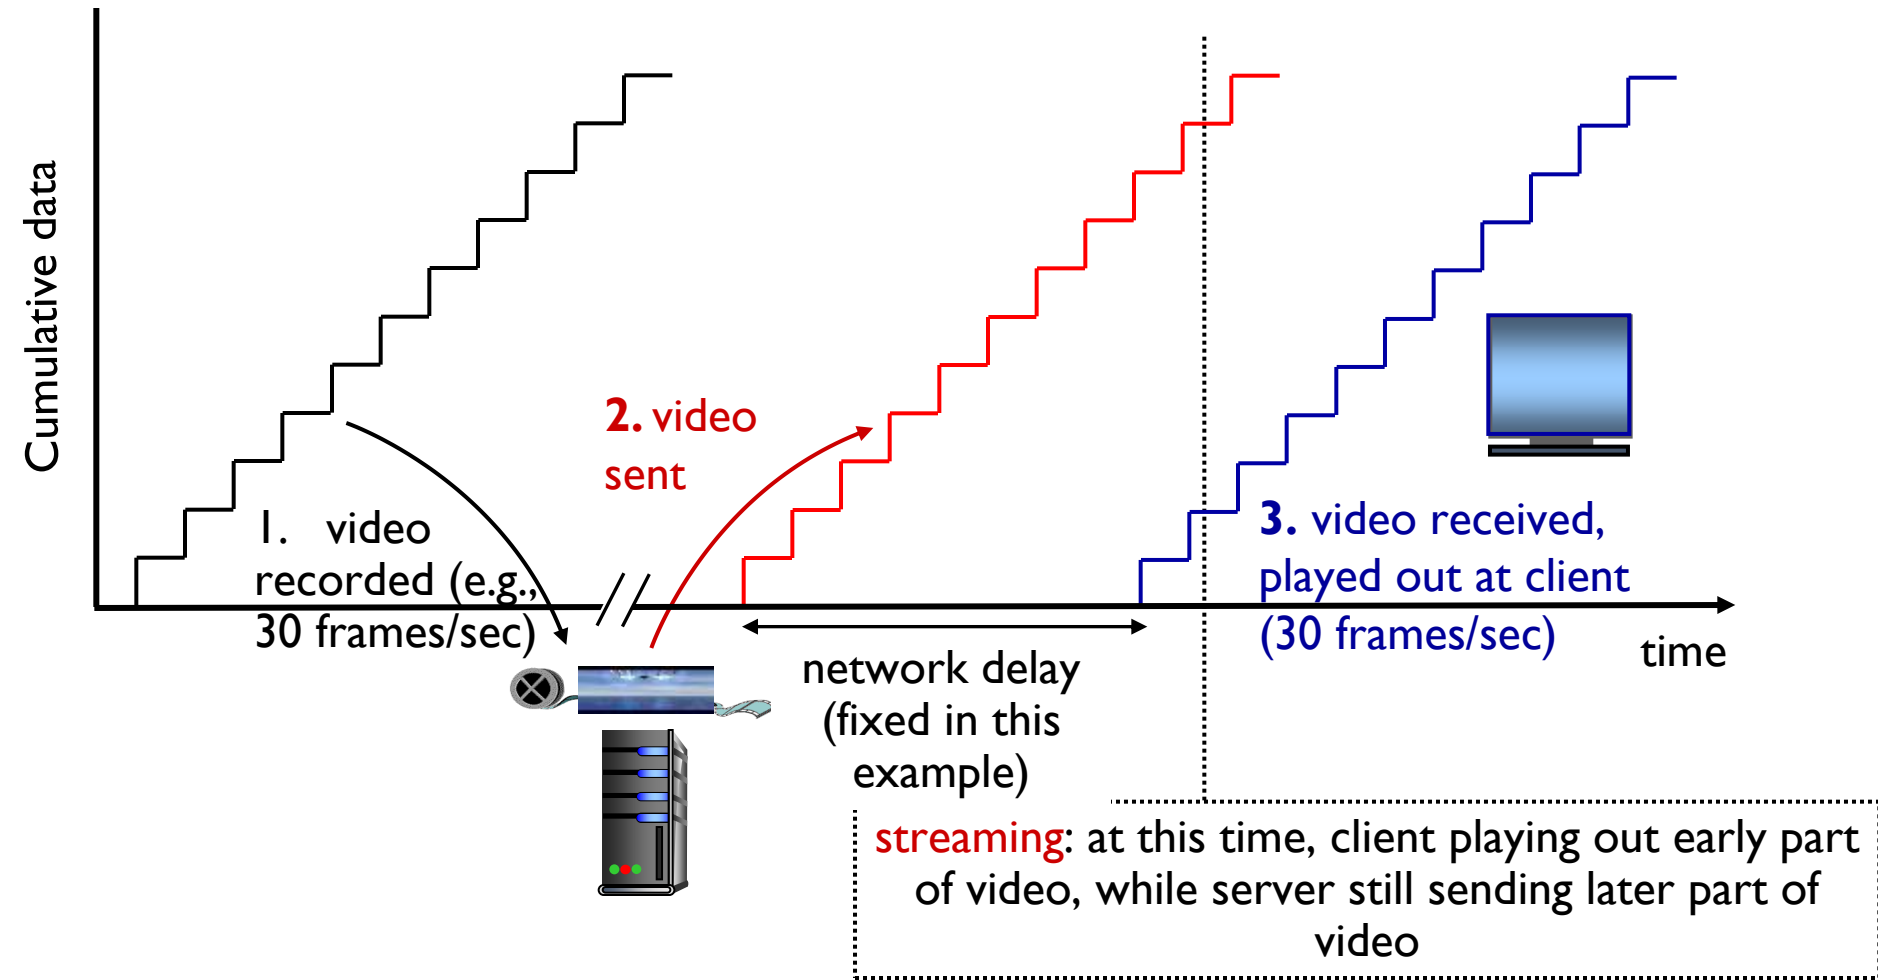 Cumulative data
1. video
recorded (e.g.,
30 frames/sec)
2. video
sent
3. video received,
played out at client
(30 frames/sec)
time
network delay
(fixed in this
example)
streaming: at this time, client playing out early part
of video, while server still sending later part of
video